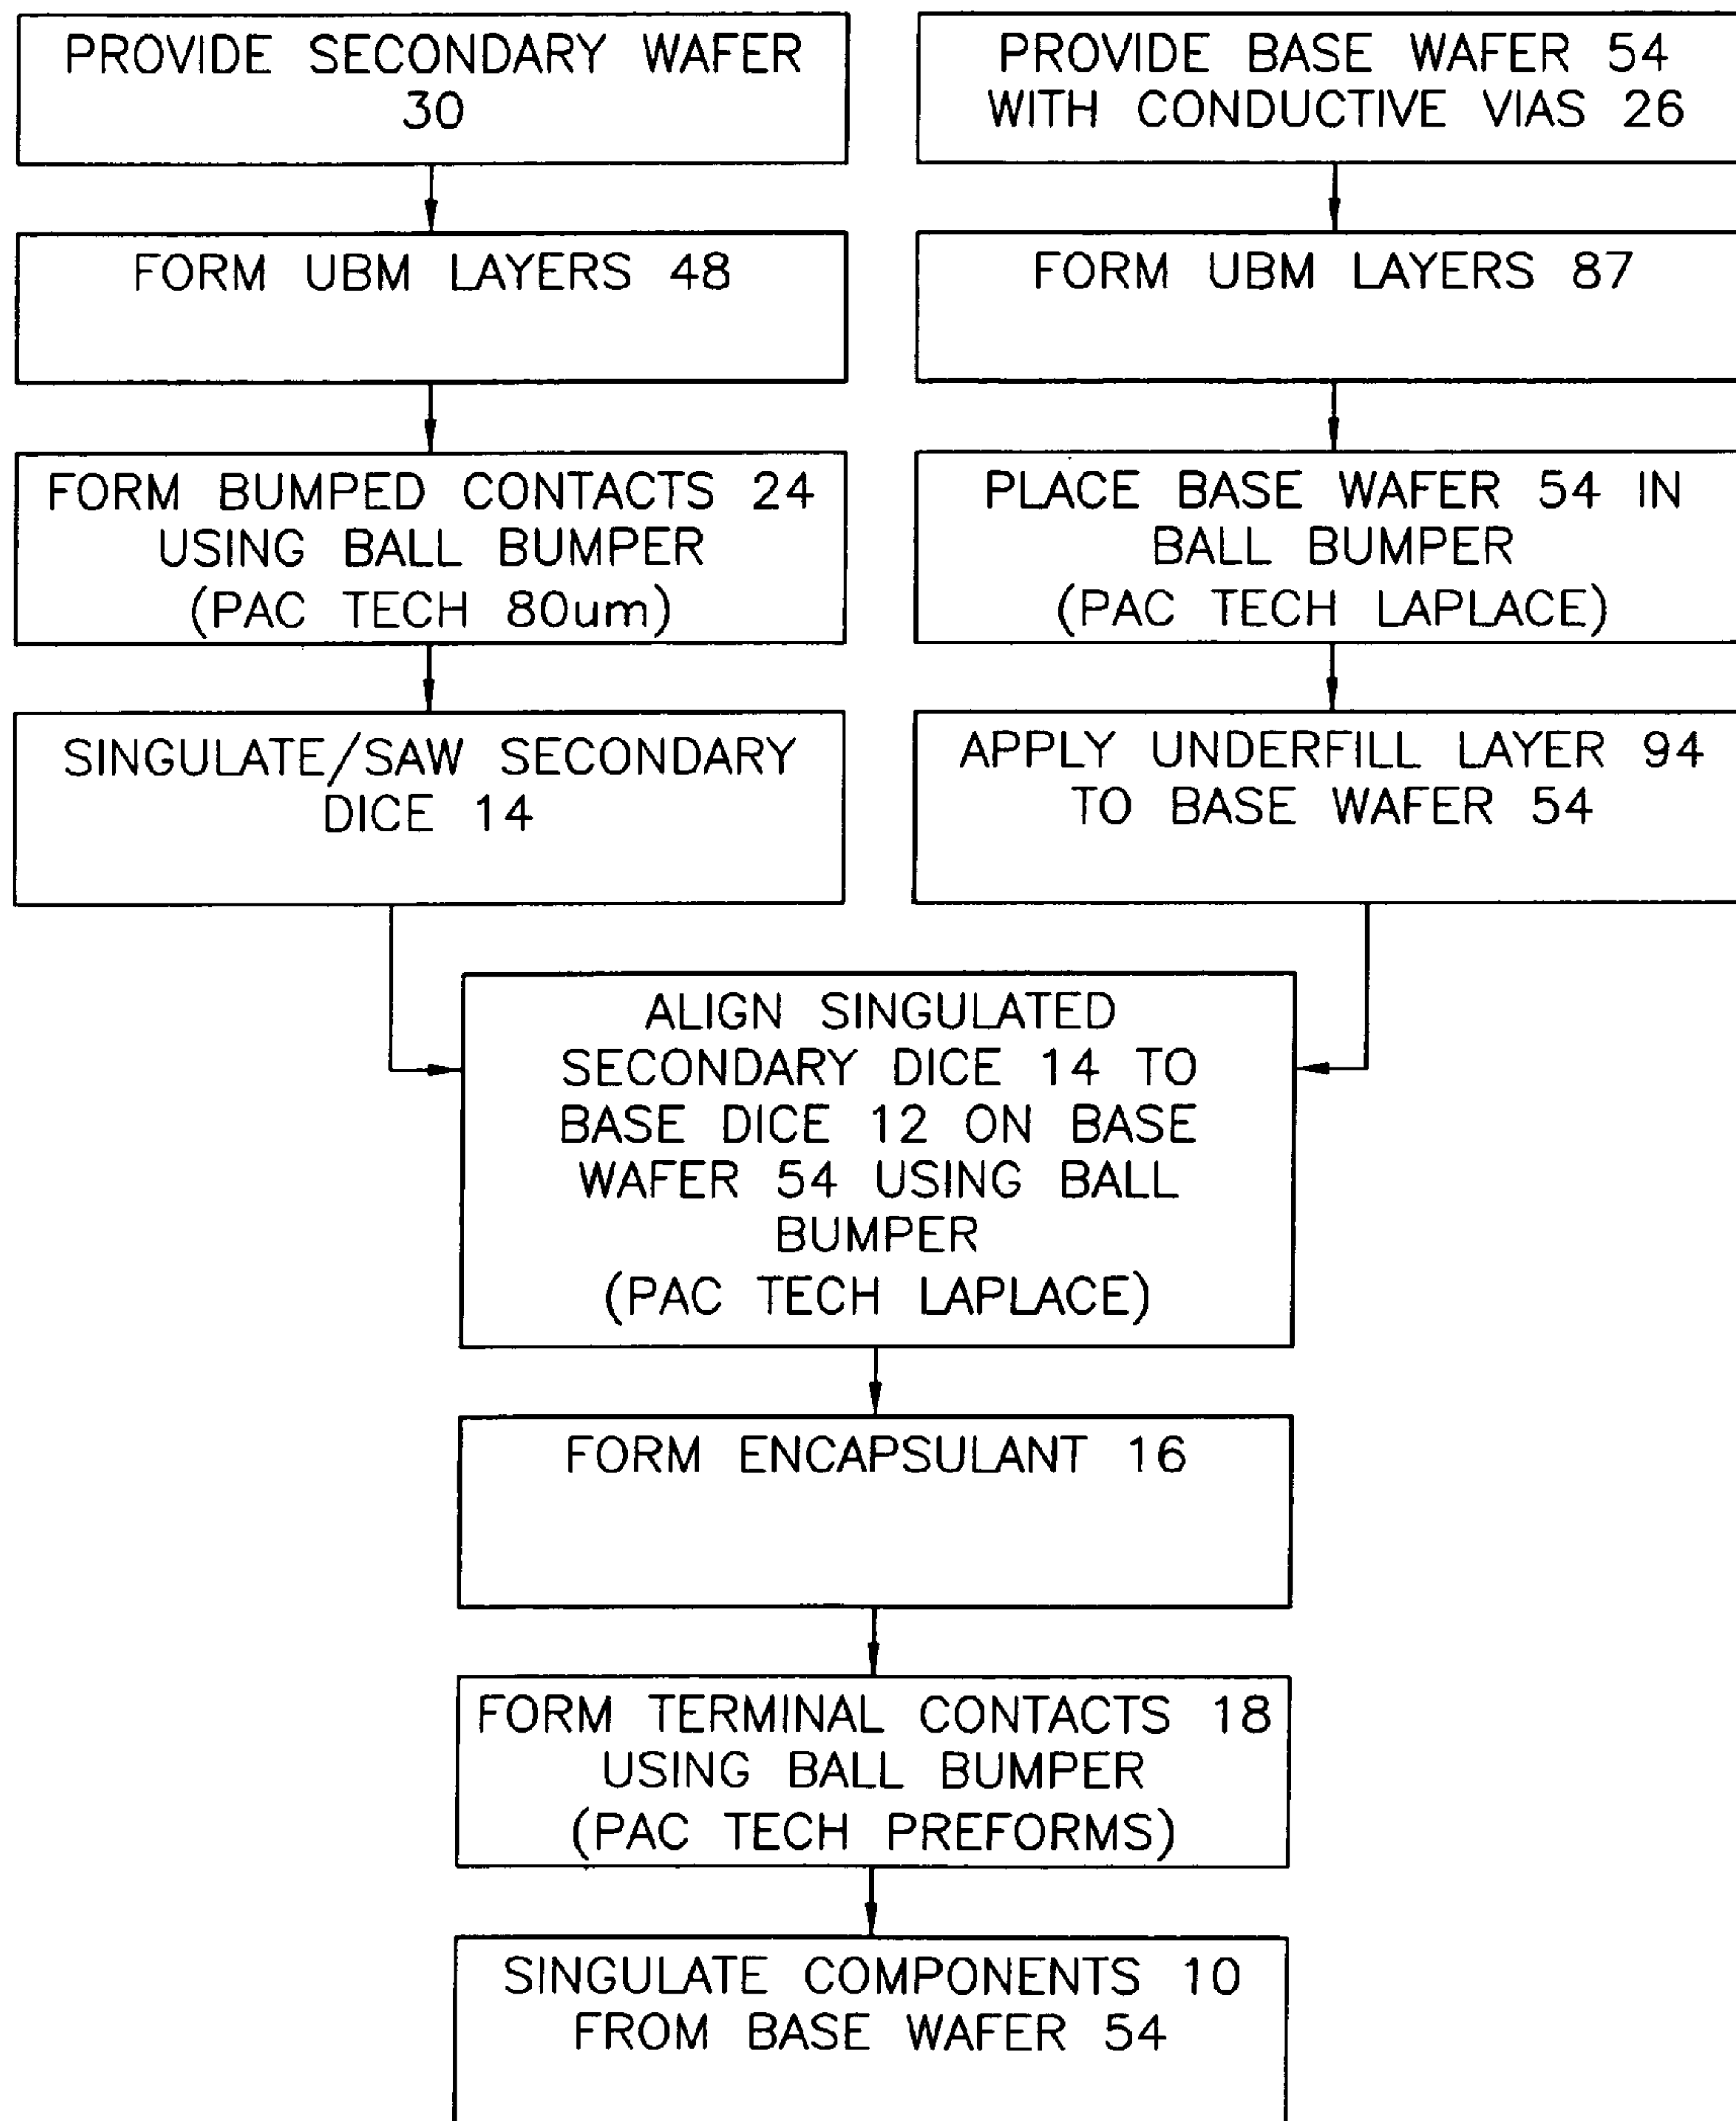 PROVIDE SECONDARY WAFER
30
FORM UBM LAYERS 48
FORM BUMPED CONTACTS 24
USING BALL BUMPER
(PAC TECH 80um)
SINGULATE/SAW SECONDARY
DICE 14
PROVIDE BASE WAFER 54
WITH CONDUCTIVE VIAS 26
FORM UBM LAYERS 87
PLACE BASE WAFER 54 IN
BALL BUMPER
(PAC TECH LAPLACE)
APPLY UNDERFILL LAYER 94
TO BASE WAFER 54
ALIGN SINGULATED
SECONDARY DICE 14 TO
BASE DICE 12 ON BASE
WAFER 54 USING BALL
BUMPER
(PAC TECH LAPLACE)
FORM ENCAPSULANT 16
FORM TERMINAL CONTACTS 18
USING BALL BUMPER
(PAC TECH PREFORMS)
SINGULATE COMPONENTS 10
FROM BASE WAFER 54